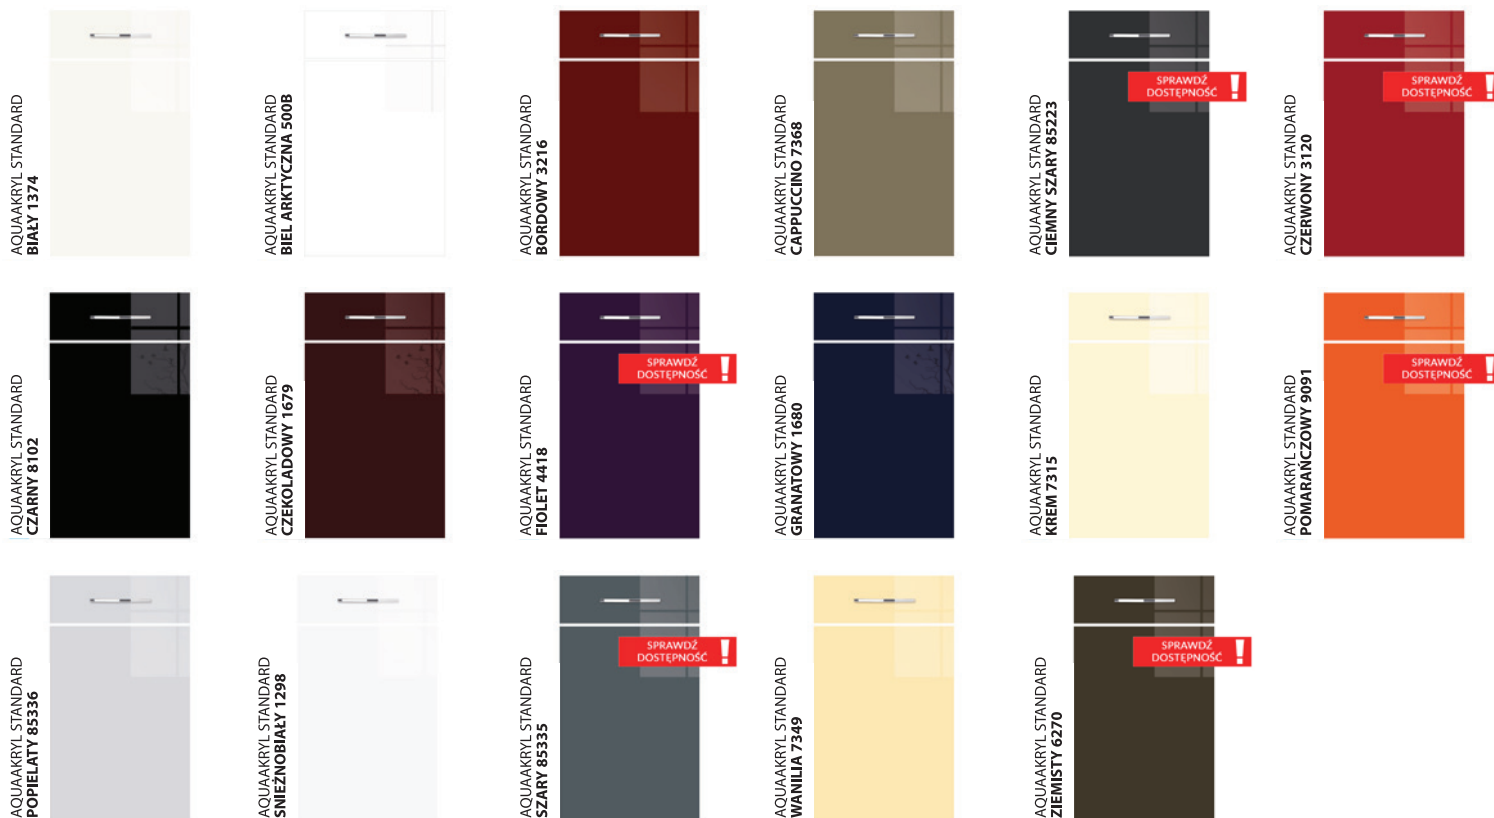 AQUAAKRYL STANDARD
BIAŁY 1374
AQUAAKRYL STANDARD
BIEL ARKTYCZNA 500B
AQUAAKRYL STANDARD
BORDOWY 3216
AQUAAKRYL STANDARD
CAPPUCCINO 7368
AQUAAKRYL STANDARD
CIEMNY SZARY 85223
SPRAWDŹ
DOSTĘPNOŚĆ !
AQUAAKRYL STANDARD
CZERWONY 3120
SPRAWDŹ
DOSTĘPNOŚĆ !
AQUAAKRYL STANDARD
CZARNY 8102
AQUAAKRYL STANDARD
CZEKOLADOWY 1679
AQUAAKRYL STANDARD
FIOLET 4418
SPRAWDŹ
DOSTĘPNOŚĆ !
AQUAAKRYL STANDARD
GRANATOWY 1680
AQUAAKRYL STANDARD
KREM 7315
AQUAAKRYL STANDARD
POMARAŃCZOWY 9091
SPRAWDŹ
DOSTĘPNOŚĆ !
AQUAAKRYL STANDARD
POPIELATY 85336
AQUAAKRYL STANDARD
SNIEŻNOBIAŁY 1298
AQUAAKRYL STANDARD
SZARY 85335
SPRAWDŹ
DOSTĘPNOŚĆ !
AQUAAKRYL STANDARD
WANILIA 7349
AQUAAKRYL STANDARD
ZIEMISTY 6270
SPRAWDŹ
DOSTĘPNOŚĆ !